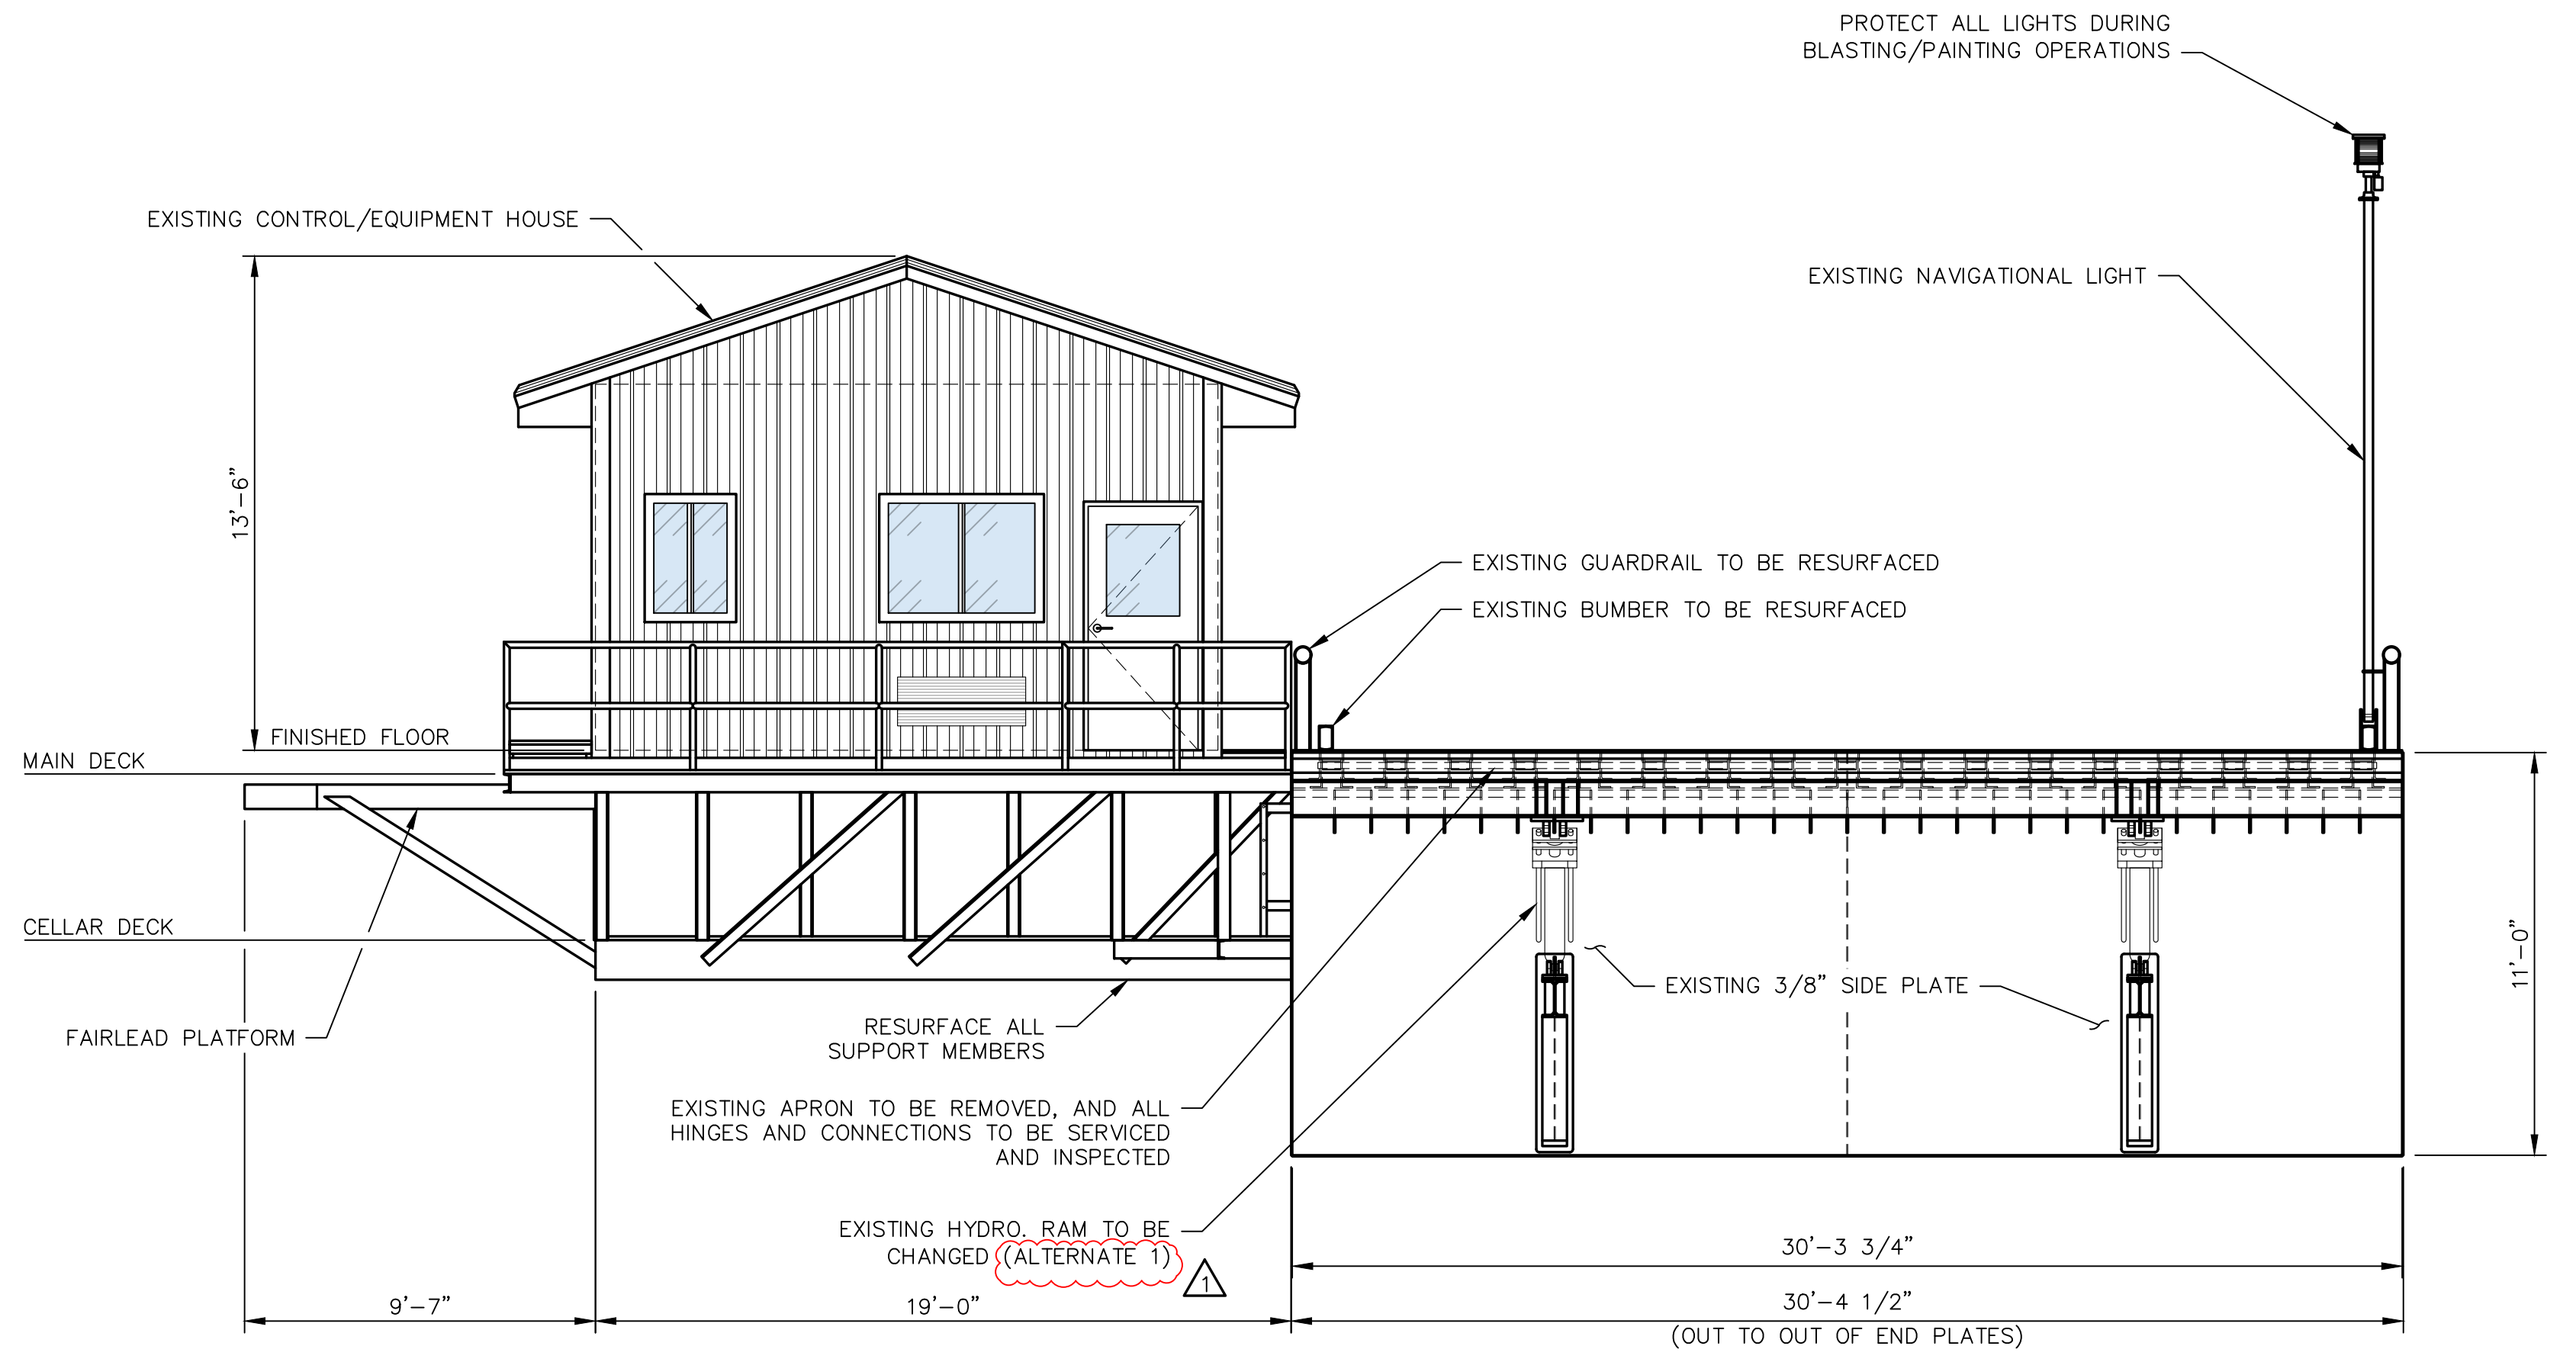 PROTECT ALL LIGHTS DURING
BLASTING/PAINTING OPERATIONS
EXISTING CONTROL/EQUIPMENT HOUSE
EXISTING NAVIGATIONAL LIGHT
13'-6"
EXISTING GUARDRAIL TO BE RESURFACED
EXISTING BUMBER TO BE RESURFACED
FINISHED FLOOR
MAIN DECK
CELLAR DECK
11'-0"
EXISTING 3/8" SIDE PLATE
FAIRLEAD PLATFORM
RESURFACE ALL
SUPPORT MEMBERS
EXISTING APRON TO BE REMOVED, AND ALL
HINGES AND CONNECTIONS TO BE SERVICED
AND INSPECTED
EXISTING HYDRO. RAM TO BE
CHANGED (ALTERNATE 1)
1
30'-3 3/4"
9'-7"
19'-0"
30'-4 1/2"
(OUT TO OUT OF END PLATES)